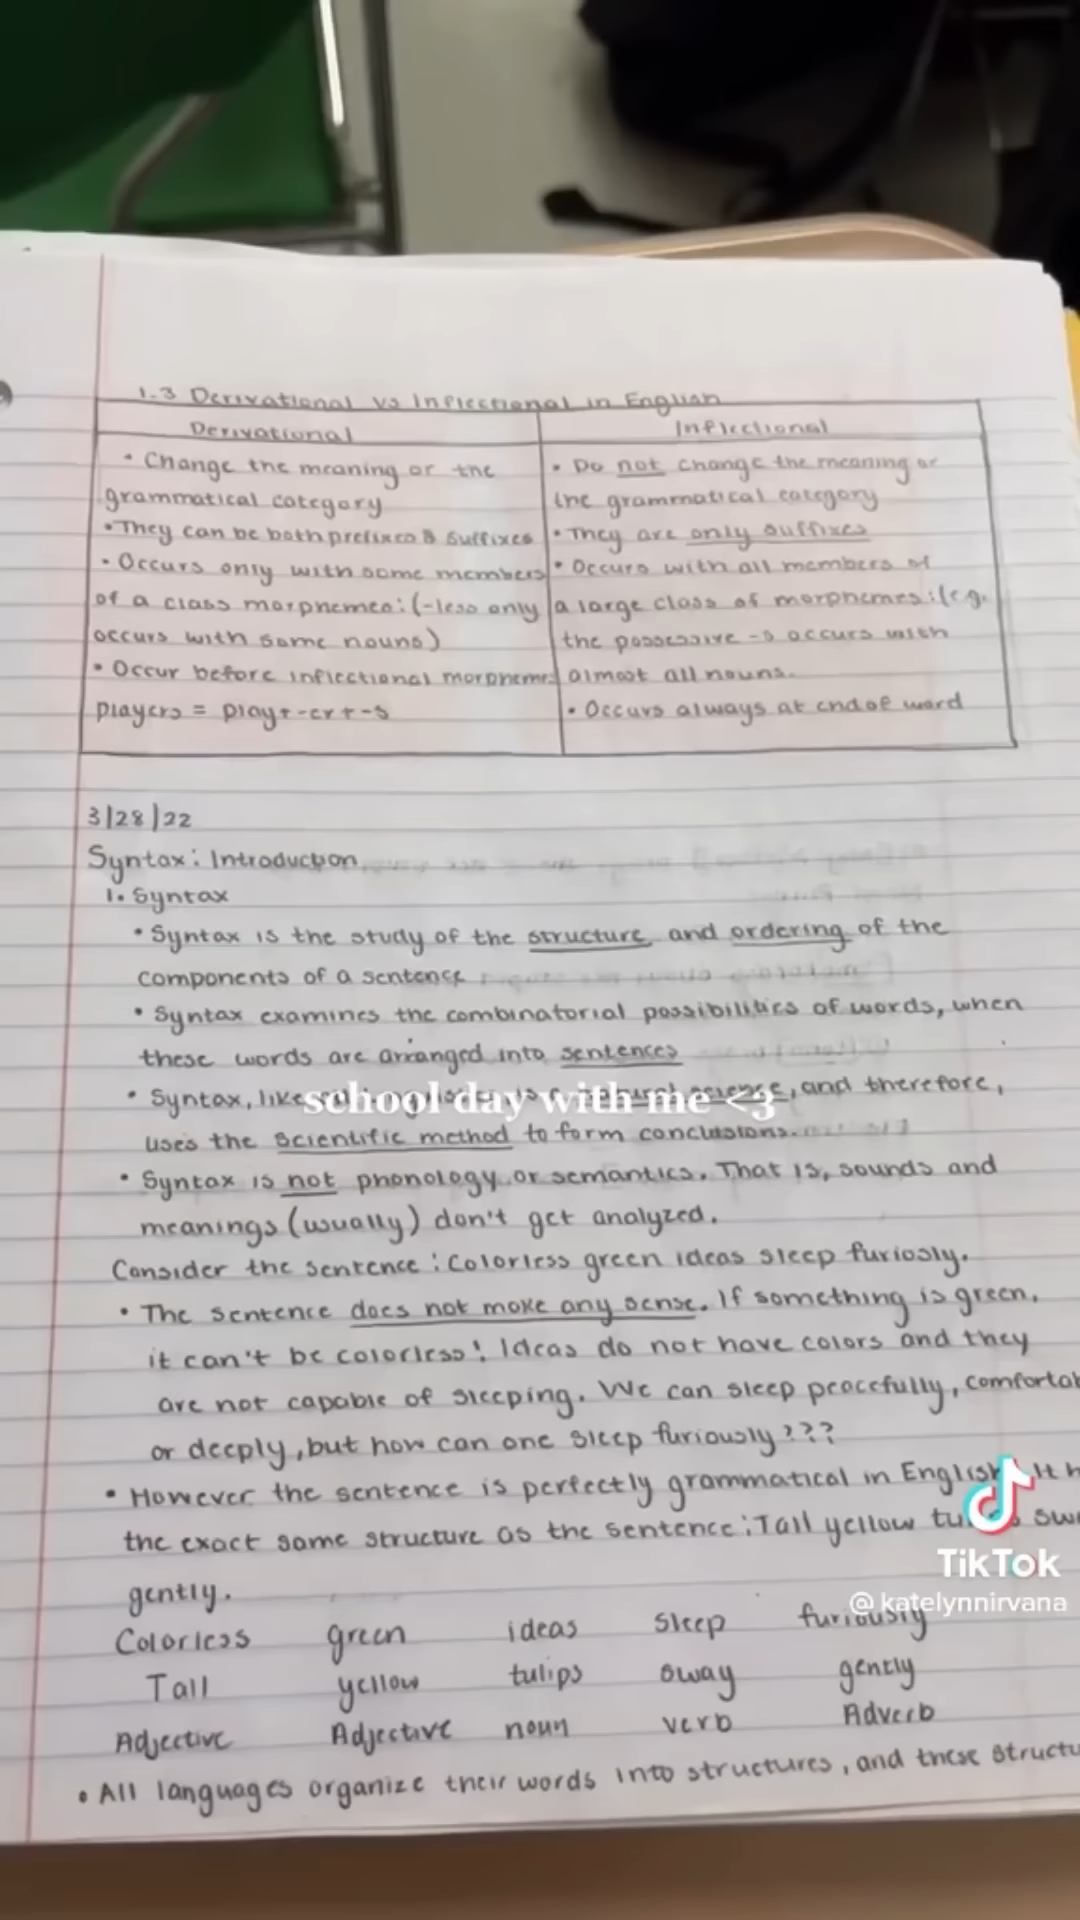 1.3 Derivational vs Inflectional in English
Derivational
• Change the meaning or the
grammatical category
• They can be both prefixes & suffixes
• Occurs only with some members
of a class morphemes: (-less only
occurs with some nouns)
• Occur before inflectional morpheme
players = play + -er + -s
Inflectional
• Do not change the meaning or
the grammatical category
• They are only suffixes
• Occurs with all members of
a large class of morphemes: (e.g.
the possessive -s occurs with
almost all nouns.
• Occurs always at end of word
3/28/22
Syntax: Introduction
1. Syntax
• Syntax is the study of the structure and ordering of the
components of a sentence
• Syntax examines the combinatorial possibilities of words, when
these words are arranged into sentences
• Syntax, like science, and therefore,
school day with me <3
uses the scientific method to form conclusions.
• Syntax is not phonology or semantics. That is, sounds and
meanings (usually) don't get analyzed.
Consider the sentence: Colorless green ideas sleep furiosly.
• The sentence does not make any sense. If something is green,
it can't be colorless! Ideas do not have colors and they
are not capable of sleeping. We can sleep peacefully, comfortab
or deeply, but how can one sleep furiously???
• However the sentence is perfectly grammatical in English. It h
the exact same structure as the sentence: Tall yellow sw
gently.
Colorless green ideas sleep furiously
Tall yellow tulips sway gently
Adjective Adjective noun verb Adverb
• All languages organize their words into structures, and these structu
TikTok
@katelynnirvana